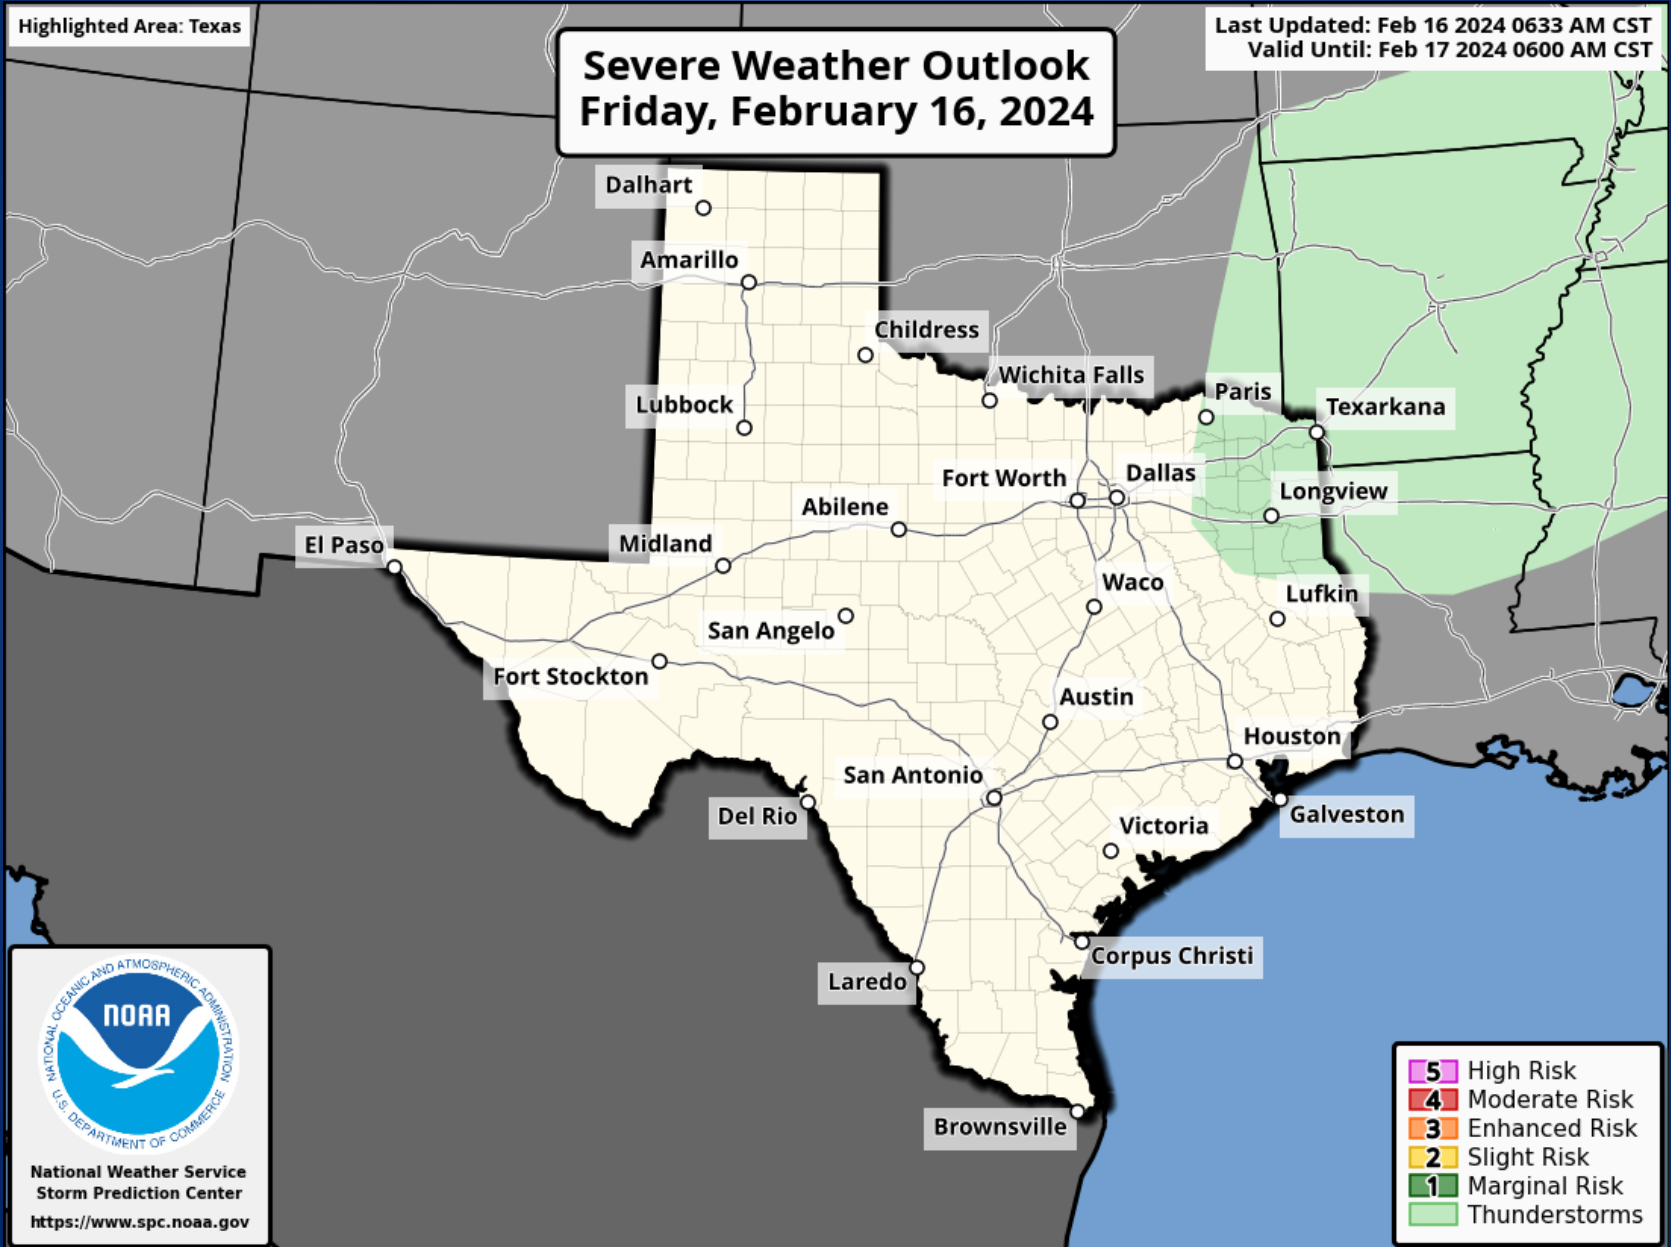 Highlighted Area: Texas
Last Updated: Feb 16 2024 0633 AM CST
Valid Until: Feb 17 2024 0600 AM CST
Severe Weather Outlook
Friday, February 16, 2024
Dalhart
Amarillo
Childress
Wichita Falls
Paris
Lubbock
Texarkana
Fort Worth
Dallas
Longview
Abilene
El Paso
Midland
Waco
Lufkin
San Angelo
Fort Stockton
Austin
Houston
San Antonio
Del Rio
Galveston
Victoria
Corpus Christi
Laredo
Brownsville
NATIONAL OCEANIC AND ATMOSPHERIC ADMINISTRATION
NOAA
U.S. DEPARTMENT OF COMMERCE
National Weather Service
Storm Prediction Center
https://www.spc.noaa.gov
5 High Risk
4 Moderate Risk
3 Enhanced Risk
2 Slight Risk
1 Marginal Risk
Thunderstorms